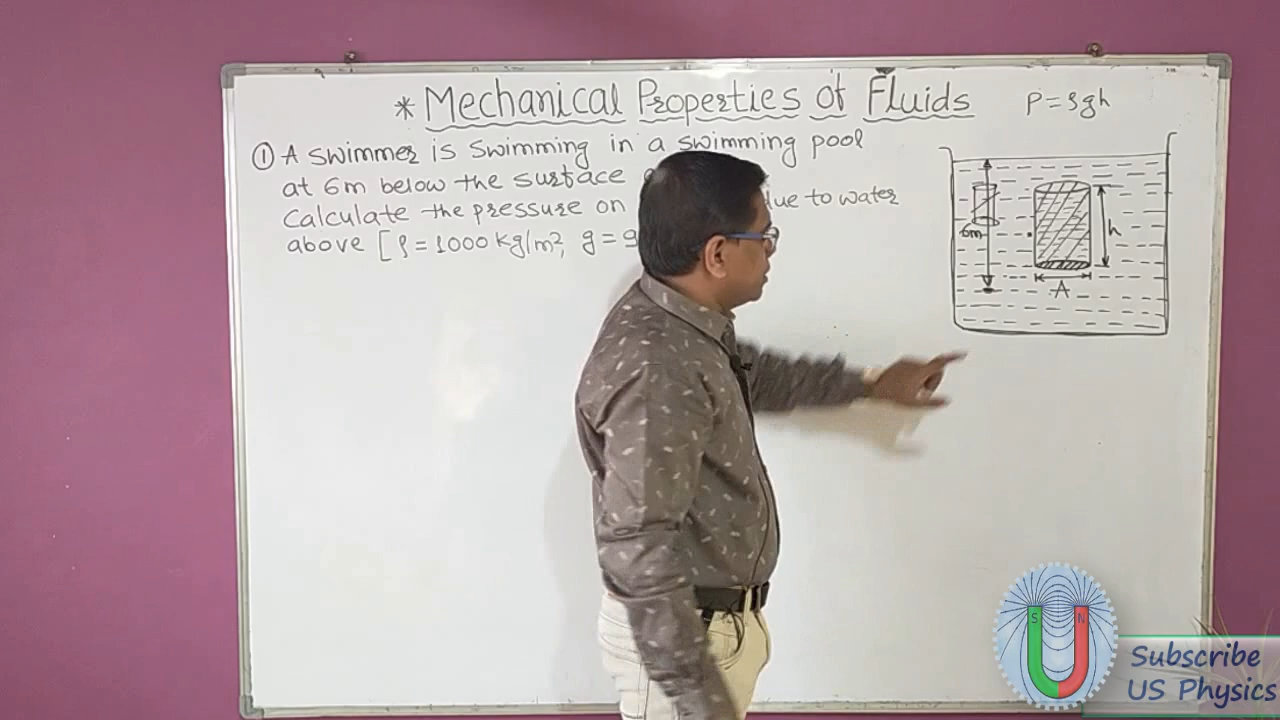 * Mechanical Properties of Fluids
P = ρgh
① A swimmer is swimming in a swimming pool
at 6m below the surface
Calculate the pressure on due to water
above [ρ = 1000 kg/m³, g = 9
6m
h
A
S N
Subscribe
US Physics